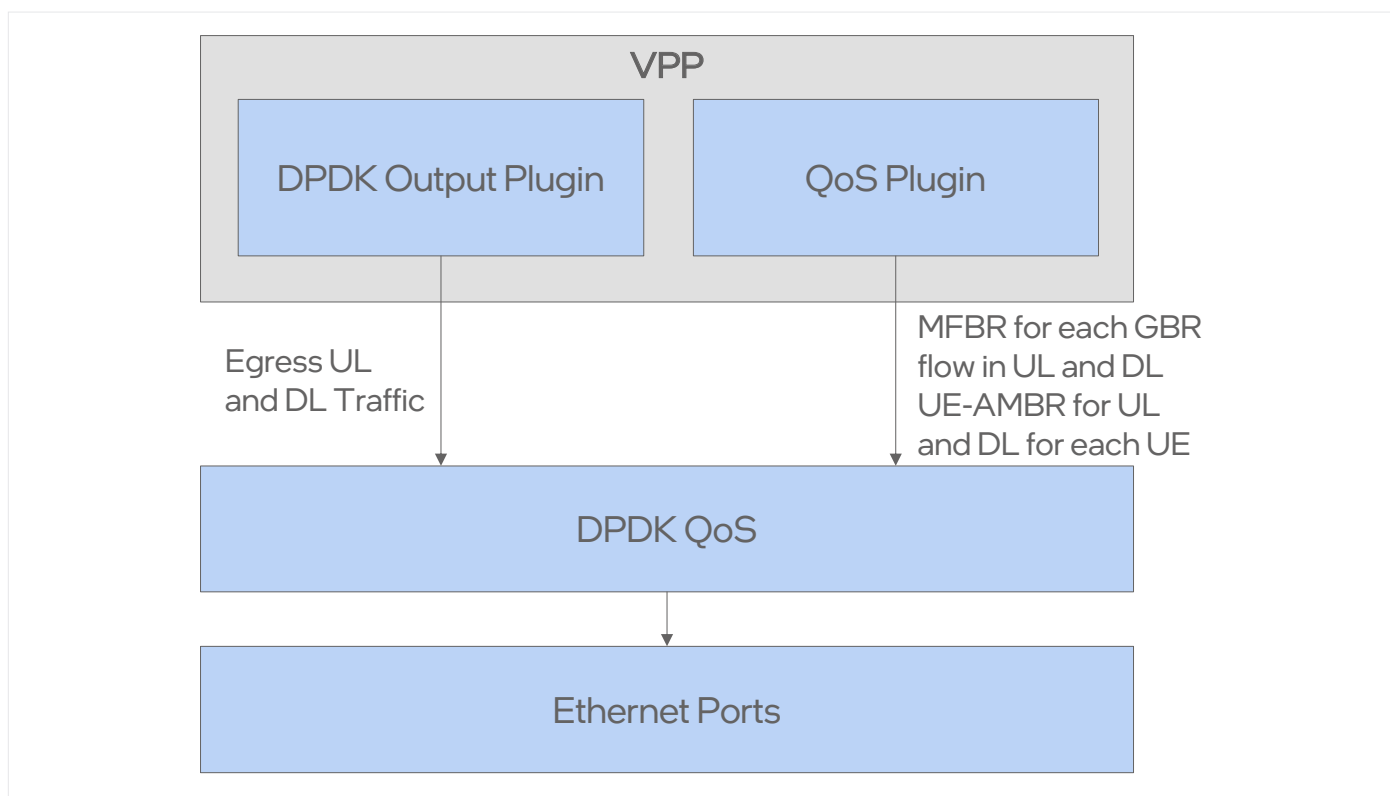 VPP
DPDK Output Plugin
QoS Plugin
Egress UL
and DL Traffic
MFBR for each GBR
flow in UL and DL
UE-AMBR for UL
and DL for each UE
DPDK QoS
Ethernet Ports